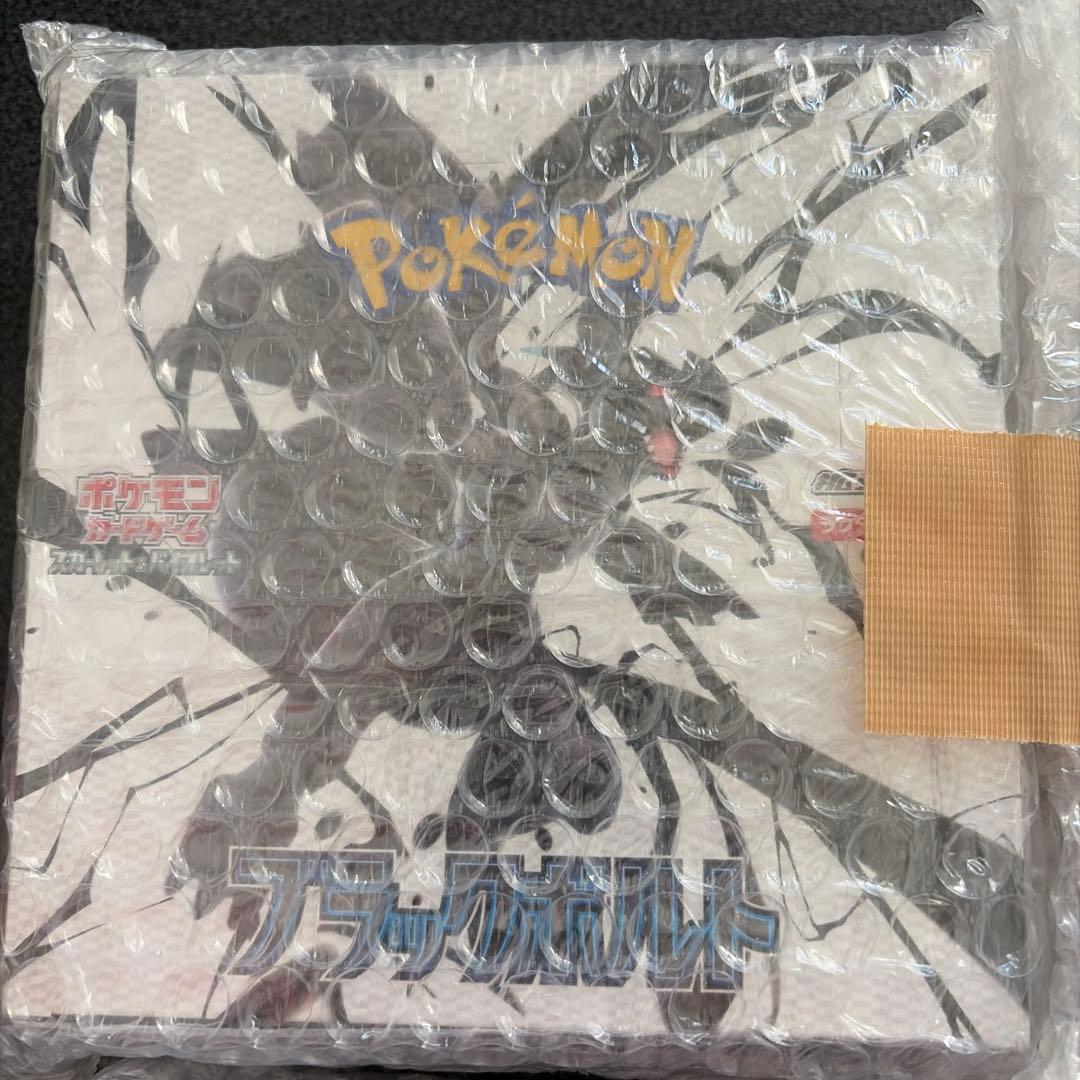 POKéMON
ポケモン
カードゲーム
スカーレット&バイオレット
ブラックボルト